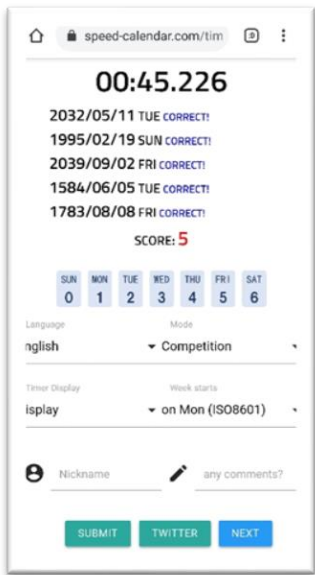 speed-calendar.com/tim
00:45.226
2032/05/11 TUE CORRECT!
1995/02/19 SUN CORRECT!
2039/09/02 FRI CORRECT!
1584/06/05 TUE CORRECT!
1783/08/08 FRI CORRECT!
SCORE: 5
SUN MON TUE WED THU FRI SAT
0 1 2 3 4 5 6
Language Mode
nglish Competition
Timer Display Week starts
isplay on Mon (ISO8601)
Nickname any comments?
SUBMIT TWITTER NEXT